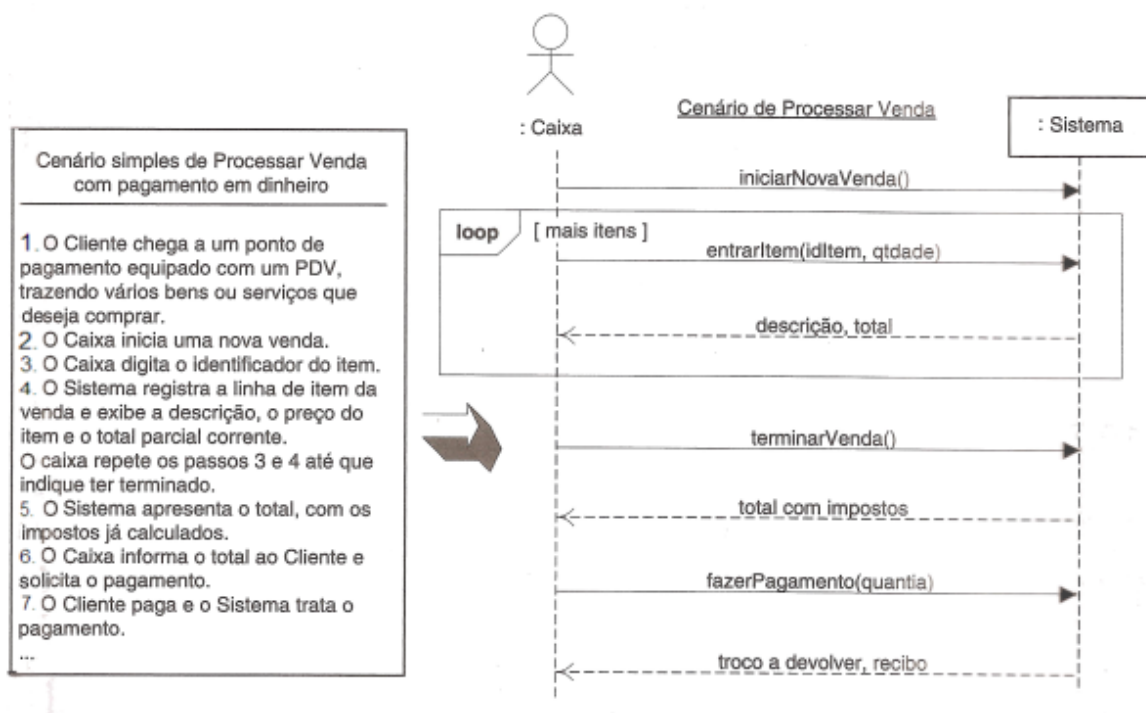 Cenário simples de Processar Venda
com pagamento em dinheiro
1. O Cliente chega a um ponto de
pagamento equipado com um PDV,
trazendo vários bens ou serviços que
deseja comprar.
2. O Caixa inicia uma nova venda.
3. O Caixa digita o identificador do item.
4. O Sistema registra a linha de item da
venda e exibe a descrição, o preço do
item e o total parcial corrente.
O caixa repete os passos 3 e 4 até que
indique ter terminado.
5. O Sistema apresenta o total, com os
impostos já calculados.
6. O Caixa informa o total ao Cliente e
solicita o pagamento.
7. O Cliente paga e o Sistema trata o
pagamento.
...
Cenário de Processar Venda
: Caixa
: Sistema
iniciarNovaVenda()
loop
[ mais itens ]
entrarItem(idItem, qtdade)
descrição, total
terminarVenda()
total com impostos
fazerPagamento(quantia)
troco a devolver, recibo